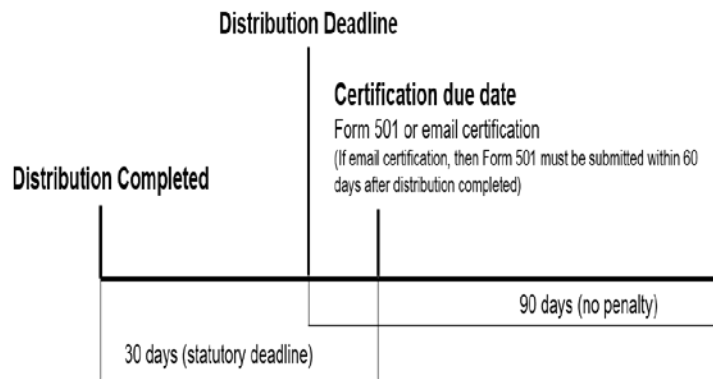 Distribution Deadline
Certification due date
Form 501 or email certification
(If email certification, then Form 501 must be submitted within 60
days after distribution completed)
Distribution Completed
90 days (no penalty)
30 days (statutory deadline)